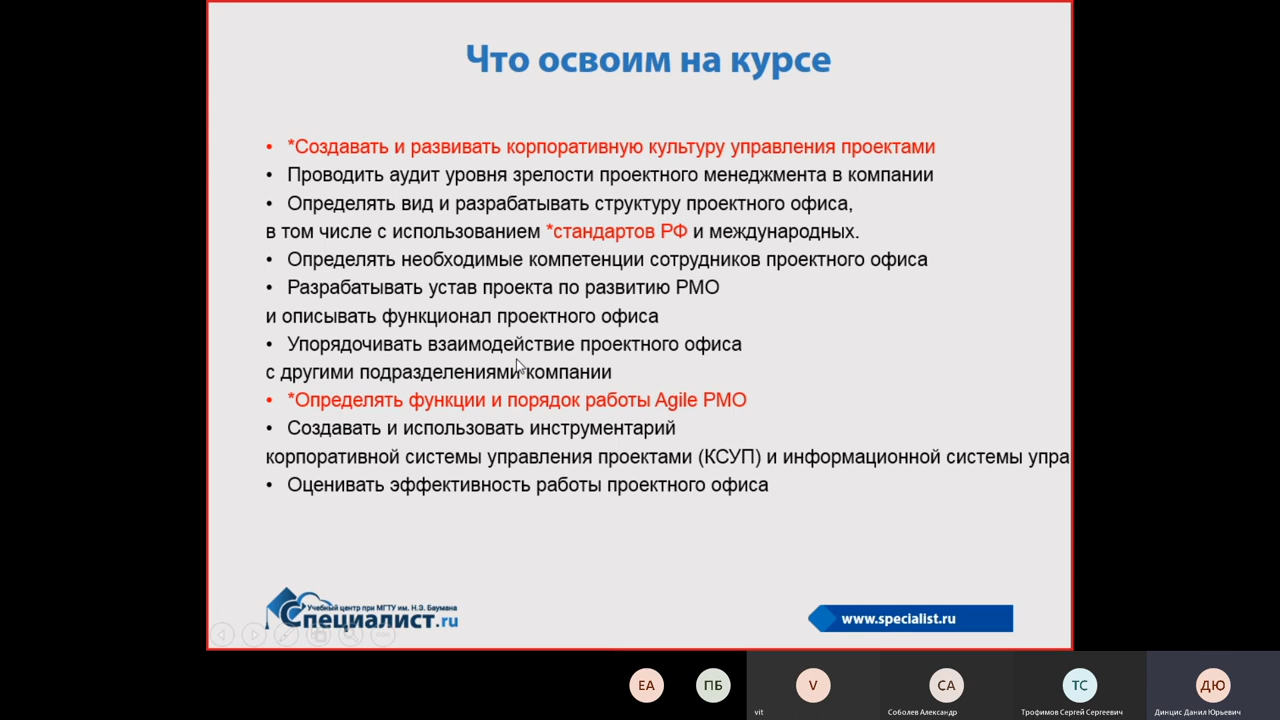 Что освоим на курсе
• *Создавать и развивать корпоративную культуру управления проектами
• Проводить аудит уровня зрелости проектного менеджмента в компании
• Определять вид и разрабатывать структуру проектного офиса,
в том числе с использованием *стандартов РФ и международных.
• Определять необходимые компетенции сотрудников проектного офиса
• Разрабатывать устав проекта по развитию PMO
и описывать функционал проектного офиса
• Упорядочивать взаимодействие проектного офиса
с другими подразделениями компании
• *Определять функции и порядок работы Agile PMO
• Создавать и использовать инструментарий
корпоративной системы управления проектами (КСУП) и информационной системы упра
• Оценивать эффективность работы проектного офиса
Учебный центр при МГТУ им. Н.Э. Баумана
Специалист.ru
www.specialist.ru
ЕА
ПБ
V
СА
ТС
ДЮ
vit
Соболев Александр
Трофимов Сергей Сергеевич
Динцис Данил Юрьевич